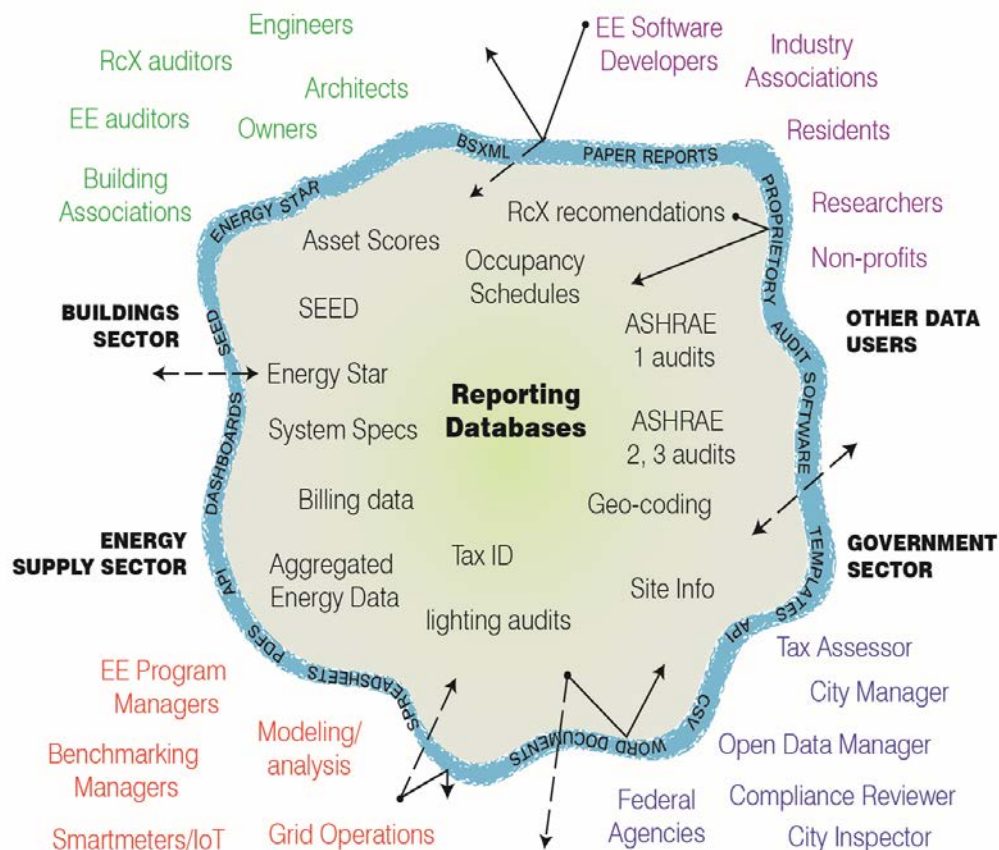 Engineers
RcX auditors
Architects
EE auditors
Owners
Building
Associations
EE Software
Developers
Industry
Associations
Residents
Researchers
Non-profits
ENERGY STAR
BSXML
PAPER REPORTS
PROPRIETORY
AUDIT SOFTWARE
TEMPLATES
API
CSV
WORD DOCUMENTS
SPREADSHEETS
PDFS
API
DASHBOARDS
SEED
BUILDINGS
SECTOR
OTHER DATA
USERS
ENERGY
SUPPLY SECTOR
GOVERNMENT
SECTOR
RcX recomendations
Asset Scores
Occupancy
Schedules
SEED
ASHRAE
1 audits
Energy Star
Reporting
Databases
System Specs
ASHRAE
2, 3 audits
Billing data
Geo-coding
Tax ID
Aggregated
Energy Data
Site Info
lighting audits
EE Program
Managers
Modeling/
analysis
Benchmarking
Managers
Smartmeters/IoT
Grid Operations
Tax Assessor
City Manager
Open Data Manager
Federal
Agencies
Compliance Reviewer
City Inspector